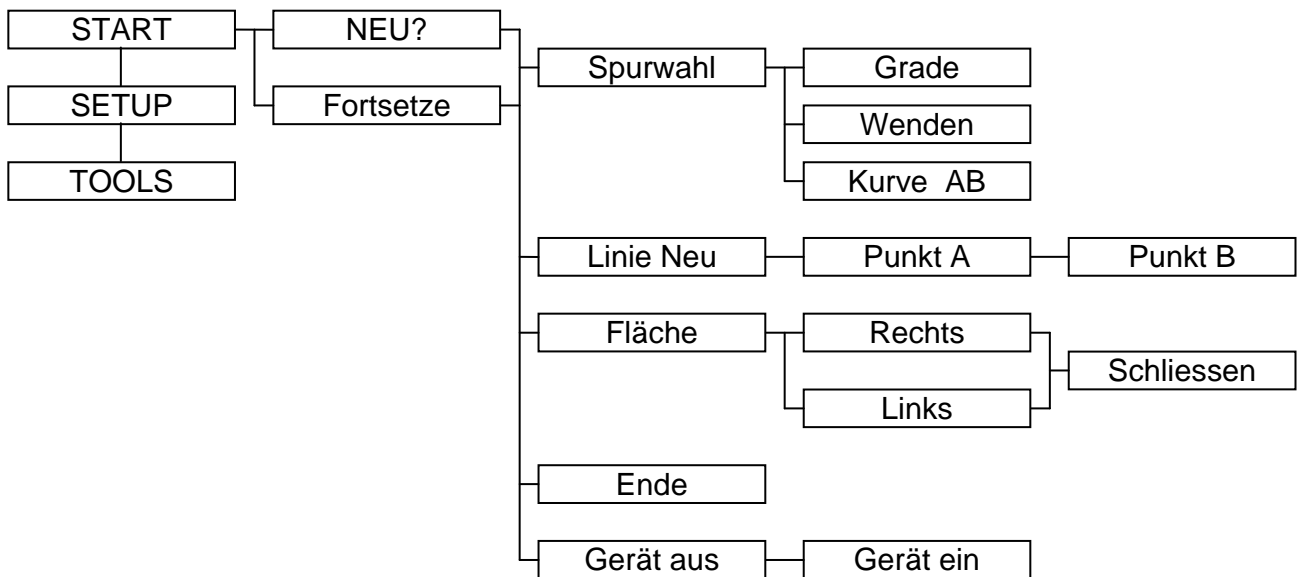 START
NEU?
Spurwahl
Grade
SETUP
Fortsetze
Wenden
TOOLS
Kurve AB
Linie Neu
Punkt A
Punkt B
Fläche
Rechts
Schliessen
Links
Ende
Gerät aus
Gerät ein